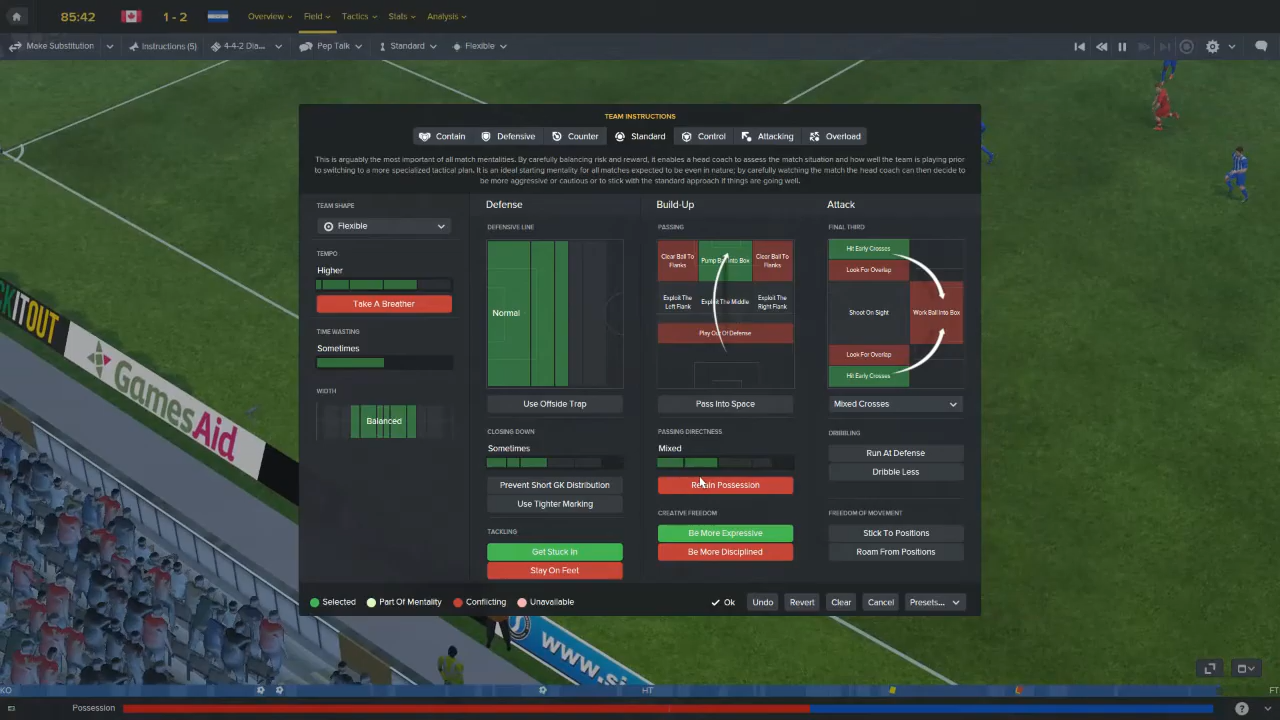 85:42
1 - 2
Overview
Field
Tactics
Stats
Analysis
Make Substitution
Instructions (5)
4-4-2 Dia...
Pep Talk
Standard
Flexible
TEAM INSTRUCTIONS
Contain
Defensive
Counter
Standard
Control
Attacking
Overload
This is arguably the most important of all match mentalities. By carefully balancing risk and reward, it enables a head coach to assess the match situation and how well the team is playing prior
to switching to a more specialized tactical plan. It is an ideal starting mentality for all matches expected to be even in nature; by carefully watching the match the head coach can then decide to
be more aggressive or cautious or to stick with the standard approach if things are going well.
TEAM SHAPE
Flexible
TEMPO
Higher
Take A Breather
TIME WASTING
Sometimes
WIDTH
Balanced
Defense
DEFENSIVE LINE
Normal
Use Offside Trap
CLOSING DOWN
Sometimes
Prevent Short GK Distribution
Use Tighter Marking
TACKLING
Get Stuck In
Stay On Feet
Build-Up
PASSING
Clear Ball To
Flanks
Pump Ball Into Box
Clear Ball To
Flanks
Exploit The
Left Flank
Exploit The Middle
Exploit The
Right Flank
Play Out Of Defense
Pass Into Space
PASSING DIRECTNESS
Mixed
Retain Possession
CREATIVE FREEDOM
Be More Expressive
Be More Disciplined
Attack
FINAL THIRD
Hit Early Crosses
Look For Overlap
Shoot On Sight
Work Ball Into Box
Look For Overlap
Hit Early Crosses
Mixed Crosses
DRIBBLING
Run At Defense
Dribble Less
FREEDOM OF MOVEMENT
Stick To Positions
Roam From Positions
Selected
Part Of Mentality
Conflicting
Unavailable
Ok
Undo
Revert
Clear
Cancel
Presets...
KICK IT OUT
GamesAid
www.si
KO
HT
FT
Possession